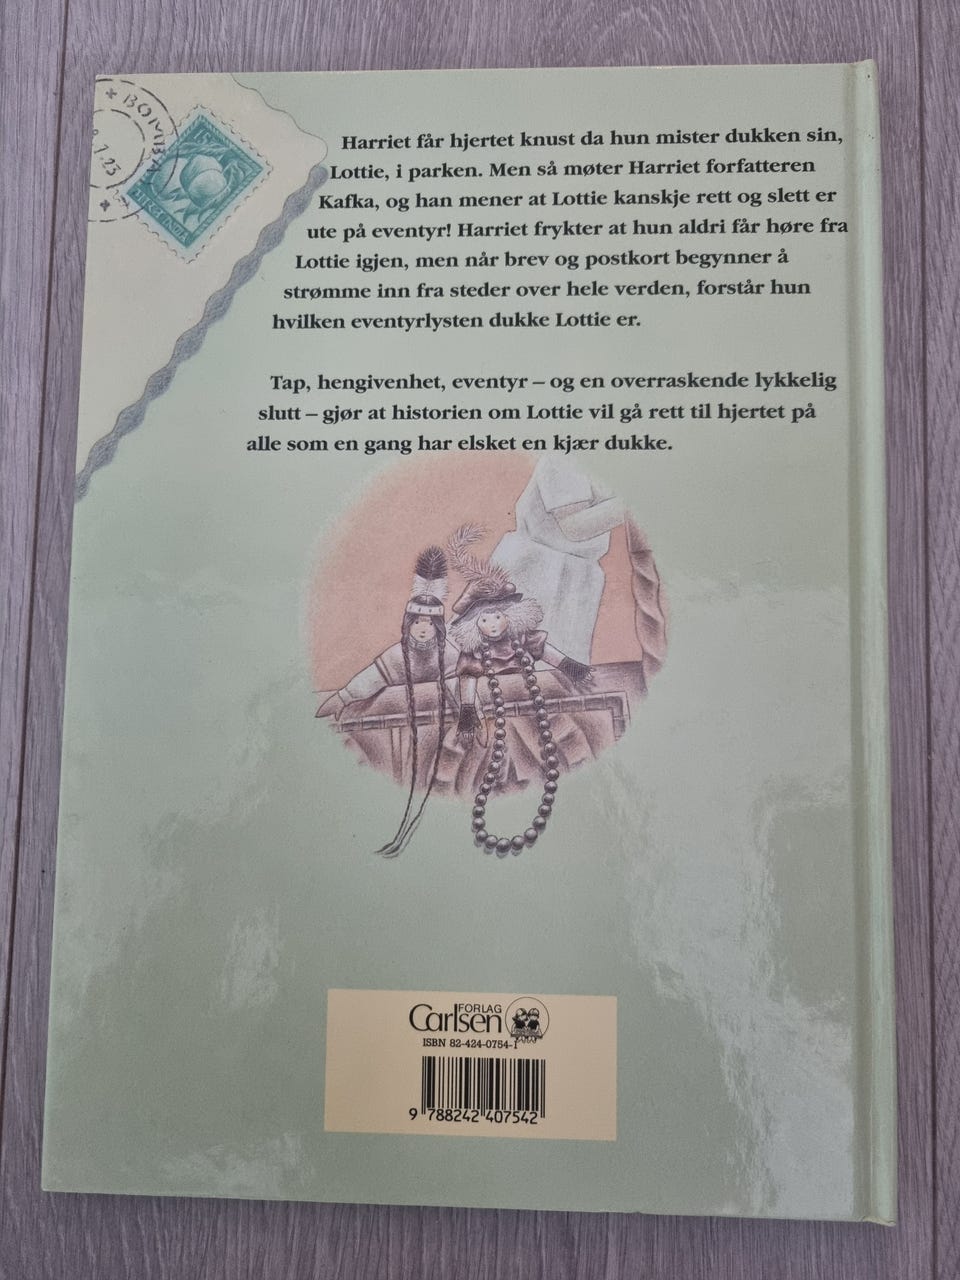 BOMBA
1.23
Harriet får hjertet knust da hun mister dukken sin,
Lottie, i parken. Men så møter Harriet forfatteren
Kafka, og han mener at Lottie kanskje rett og slett er
ute på eventyr! Harriet frykter at hun aldri får høre fra
Lottie igjen, men når brev og postkort begynner å
strømme inn fra steder over hele verden, forstår hun
hvilken eventyrlysten dukke Lottie er.
Tap, hengivenhet, eventyr – og en overraskende lykkelig
slutt – gjør at historien om Lottie vil gå rett til hjertet på
alle som en gang har elsket en kjær dukke.
FORLAG
Carlsen
ISBN 82-424-0754-1
9 788242 407542